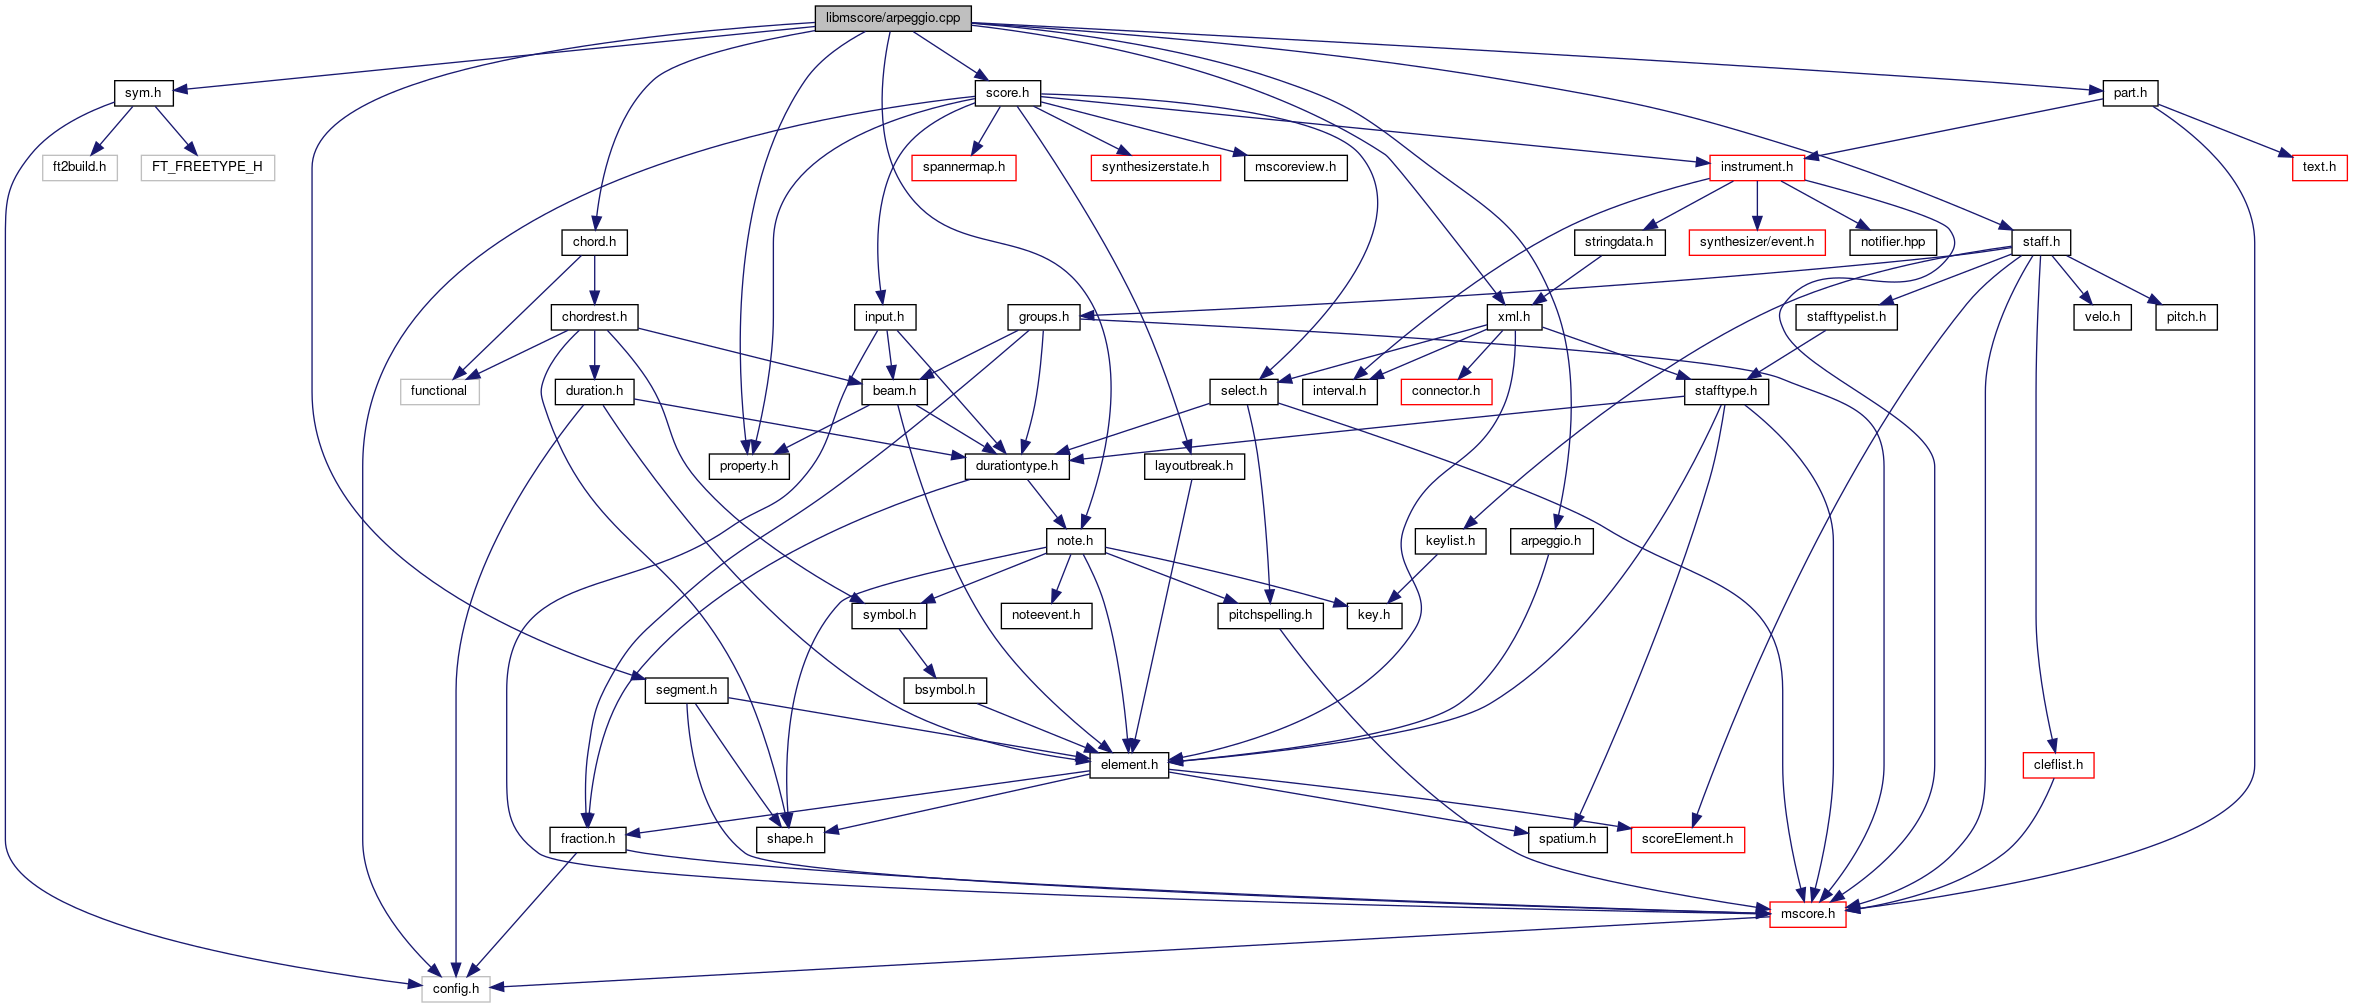 libmscore/arpeggio.cpp
sym.h
score.h
part.h
ft2build.h
FT_FREETYPE_H
spannermap.h
synthesizerstate.h
mscoreview.h
instrument.h
text.h
chord.h
stringdata.h
synthesizer/event.h
notifier.hpp
staff.h
chordrest.h
input.h
groups.h
xml.h
stafftypelist.h
velo.h
pitch.h
functional
duration.h
beam.h
select.h
interval.h
connector.h
stafftype.h
property.h
durationtype.h
layoutbreak.h
note.h
keylist.h
arpeggio.h
symbol.h
noteevent.h
pitchspelling.h
key.h
segment.h
bsymbol.h
element.h
cleflist.h
fraction.h
shape.h
spatium.h
scoreElement.h
mscore.h
config.h